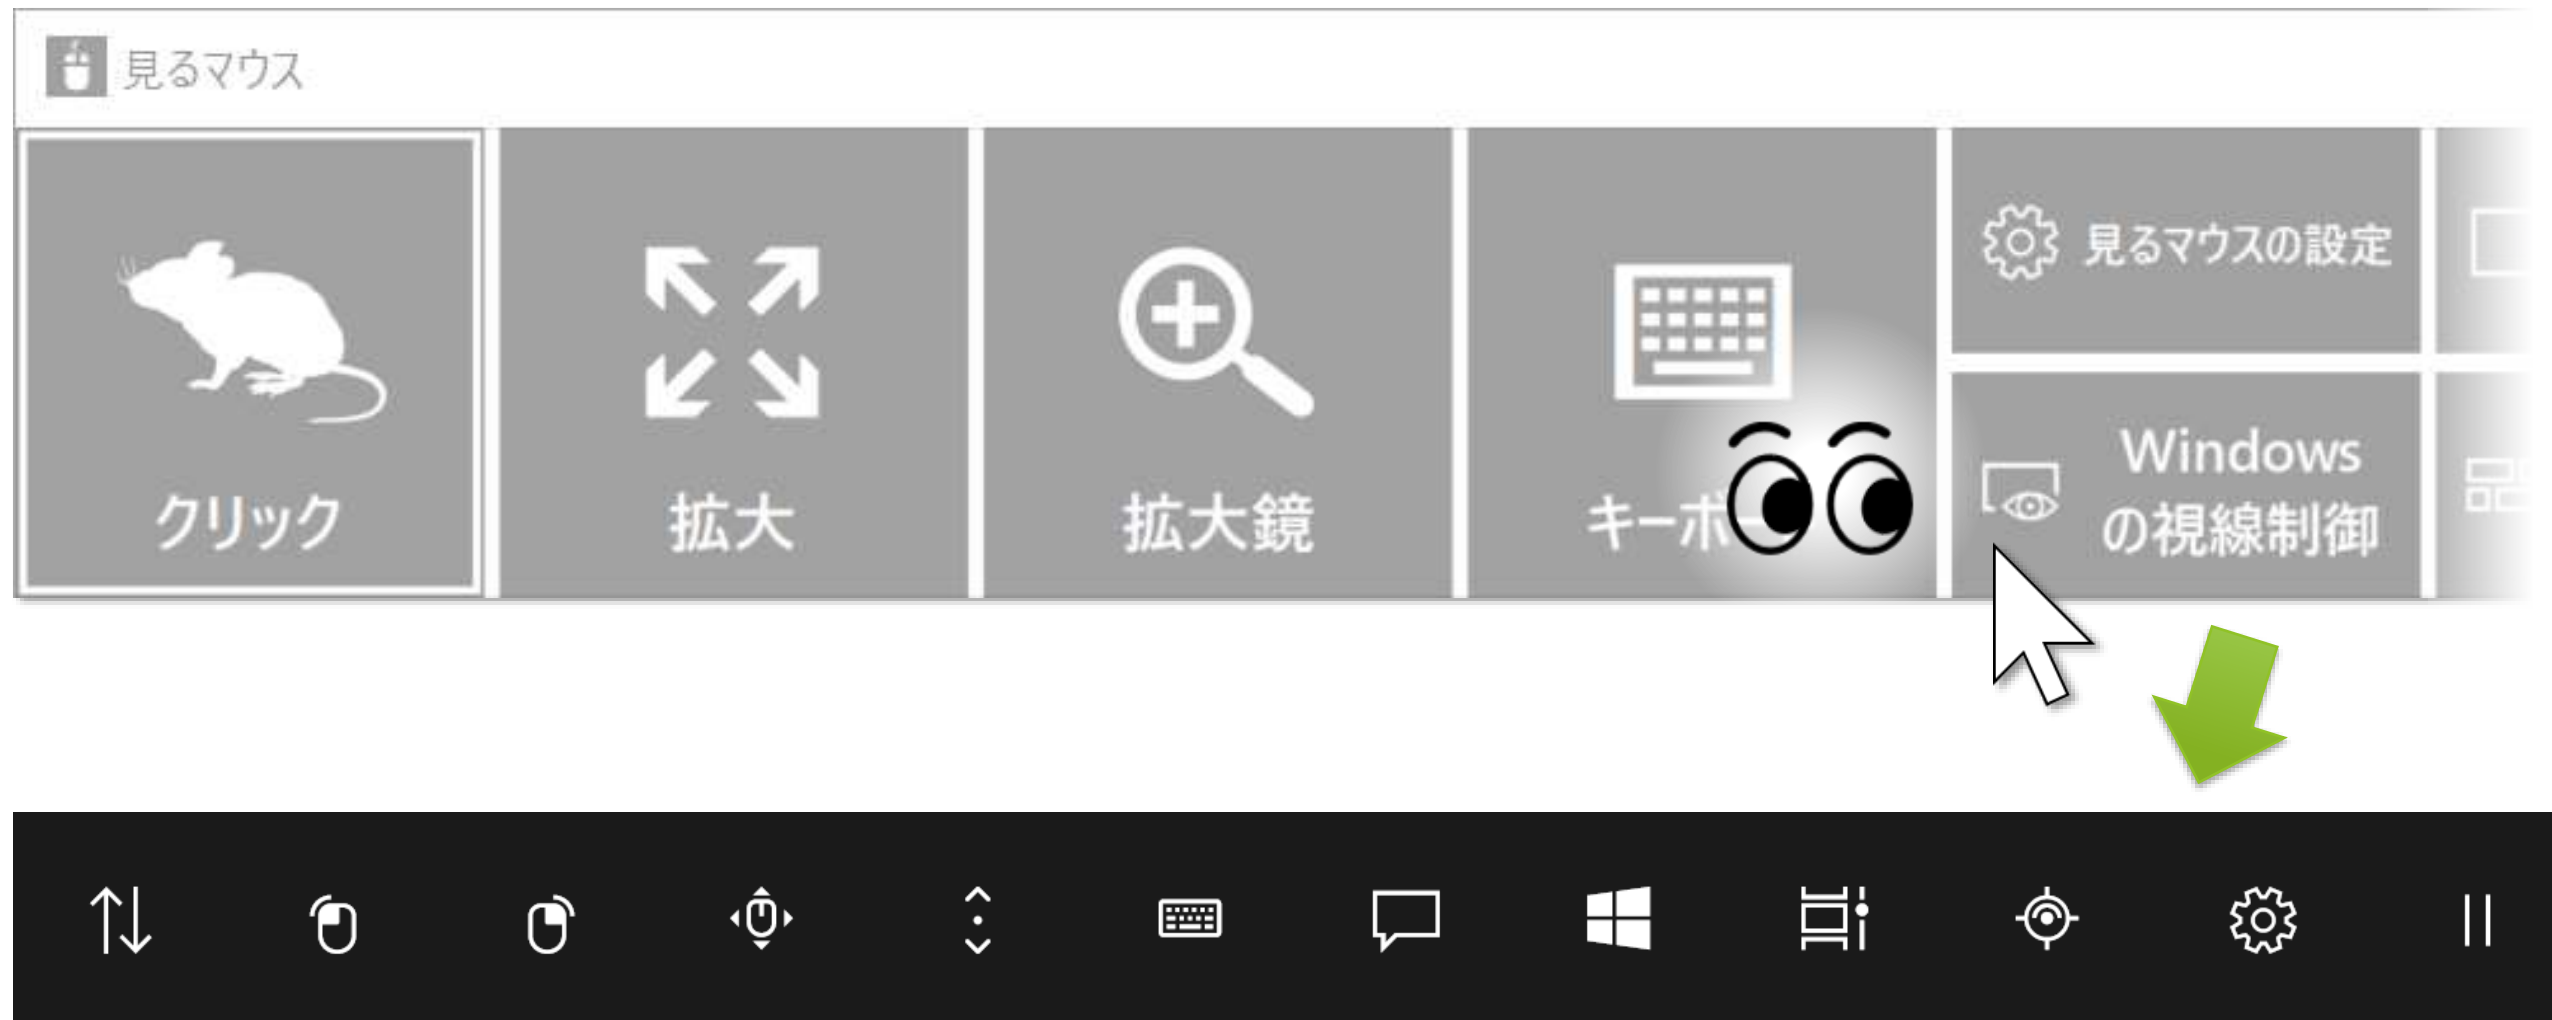 見るマウス
クリック
拡大
拡大鏡
キーボ
見るマウスの設定
Windows
の視線制御